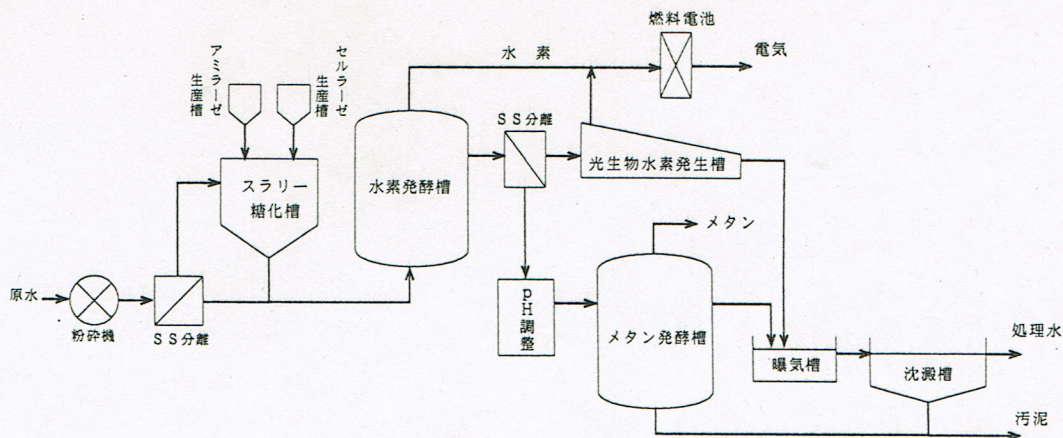 燃料電池
水素
電気
アミラーゼ
生産槽
セルラーゼ
生産槽
SS分離
スラリー
糖化槽
水素発酵槽
光生物水素発生槽
メタン
原水
粉砕機
SS分離
pH調整
メタン発酵槽
曝気槽
沈澱槽
処理水
汚泥